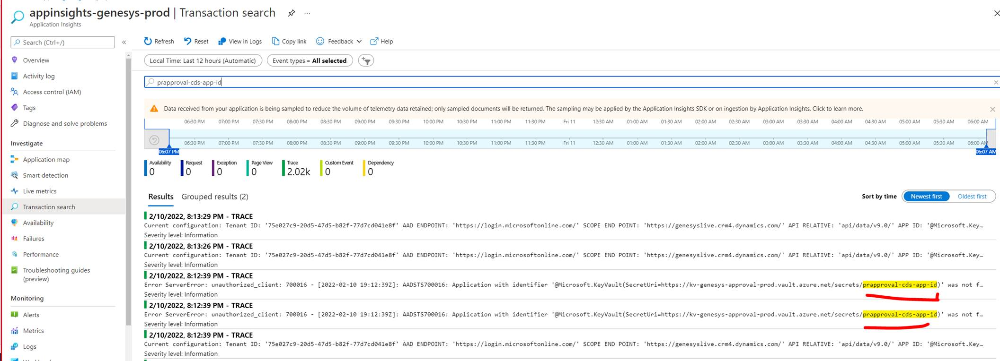 appinsights-genesys-prod | Transaction search ...
Application Insights
Search (Ctrl+/) «
Overview
Activity log
Access control (IAM)
Tags
Diagnose and solve problems
Investigate
Application map
Smart detection
Live metrics
Transaction search
Availability
Failures
Performance
Troubleshooting guides
(preview)
Monitoring
Alerts
Metrics
Logs
Refresh Reset View in Logs Copy link Feedback Help
Local Time: Last 12 hours (Automatic) Event types = All selected
prapproval-cds-app-id
Data received from your application is being sampled to reduce the volume of telemetry data retained; only sampled documents will be returned. The sampling may be applied by the Application Insights SDK or on ingestion by Application Insights. Click to learn more.
06:30 PM 07:00 PM 07:30 PM 08:00 PM 08:30 PM 09:00 PM 09:30 PM 10:00 PM 10:30 PM 11:00 PM 11:30 PM Fri 11 12:30 AM 01:00 AM 01:30 AM 02:00 AM 02:30 AM 03:00 AM 03:30 AM 04:00 AM 04:30 AM 05:00 AM 05:30 AM 06:00 AM
06:30 PM 07:00 PM 07:30 PM 08:00 PM 08:30 PM 09:00 PM 09:30 PM 10:00 PM 10:30 PM 11:00 PM 11:30 PM Fri 11 12:30 AM 01:00 AM 01:30 AM 02:00 AM 02:30 AM 03:00 AM 03:30 AM 04:00 AM 04:30 AM 05:00 AM 05:30 AM 06:00 AM
06:07 PM 06:07 AM
Availability Request Exception Page View Trace Custom Event Dependency
0 0 0 0 2.02k 0 0
Results Grouped results (2) Sort by time Newest first Oldest first
2/10/2022, 8:13:29 PM - TRACE
Current configuration: Tenant ID: '75e027c9-20d5-47d5-b82f-77d7cd041e8f' AAD ENDPOINT: 'https://login.microsoftonline.com/' SCOPE END POINT: 'https://genesyslive.crm4.dynamics.com/' API RELATIVE: 'api/data/v9.0/' APP ID: '@Microsoft.Key…
Severity level: Information
2/10/2022, 8:13:26 PM - TRACE
Current configuration: Tenant ID: '75e027c9-20d5-47d5-b82f-77d7cd041e8f' AAD ENDPOINT: 'https://login.microsoftonline.com/' SCOPE END POINT: 'https://genesyslive.crm4.dynamics.com/' API RELATIVE: 'api/data/v9.0/' APP ID: '@Microsoft.Key…
Severity level: Information
2/10/2022, 8:12:39 PM - TRACE
Error ServerError: unauthorized_client: 700016 - [2022-02-10 19:12:39Z]: AADSTS700016: Application with identifier '@Microsoft.KeyVault(SecretUri=https://kv-genesys-approval-prod.vault.azure.net/secrets/prapproval-cds-app-id)' was not f…
Severity level: Information
2/10/2022, 8:12:39 PM - TRACE
Error ServerError: unauthorized_client: 700016 - [2022-02-10 19:12:39Z]: AADSTS700016: Application with identifier '@Microsoft.KeyVault(SecretUri=https://kv-genesys-approval-prod.vault.azure.net/secrets/prapproval-cds-app-id)' was not f…
Severity level: Information
2/10/2022, 8:12:39 PM - TRACE
Current configuration: Tenant ID: '75e027c9-20d5-47d5-b82f-77d7cd041e8f' AAD ENDPOINT: 'https://login.microsoftonline.com/' SCOPE END POINT: 'https://genesyslive.crm4.dynamics.com/' API RELATIVE: 'api/data/v9.0/' APP ID: '@Microsoft.Key…
Severity level: Information